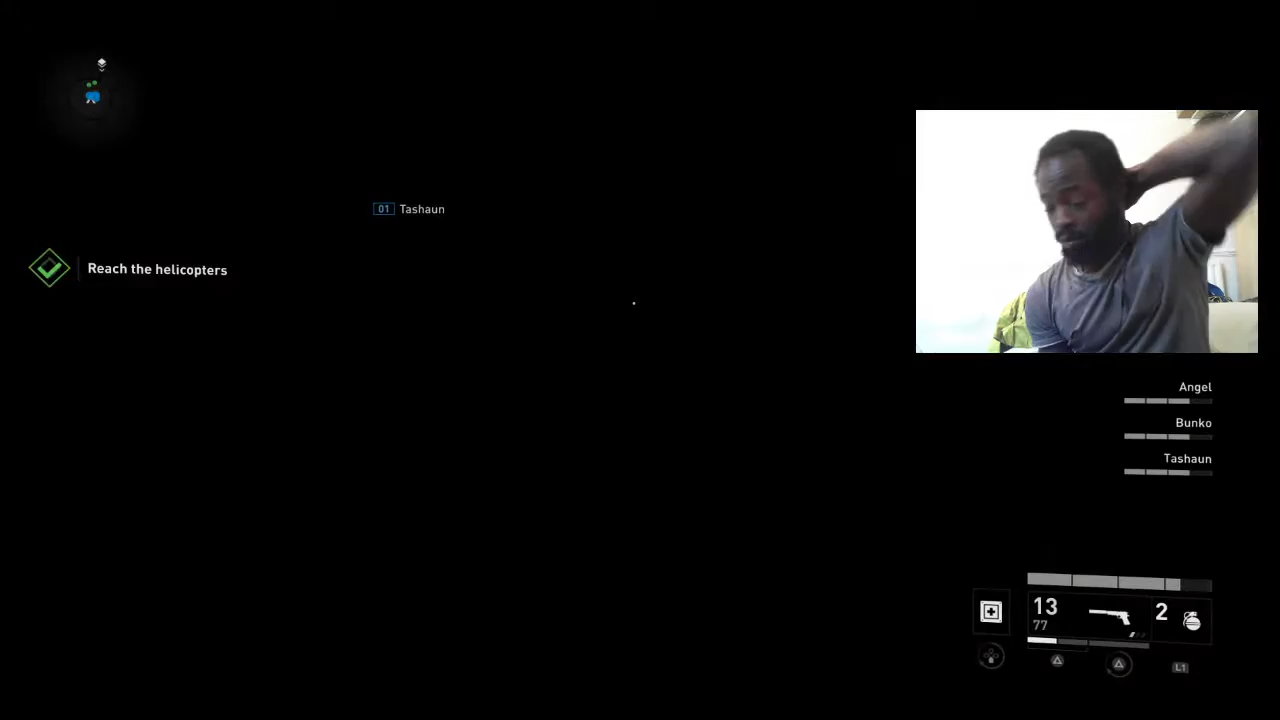 01 Tashaun
Reach the helicopters
Angel
Bunko
Tashaun
13
77
2
L1